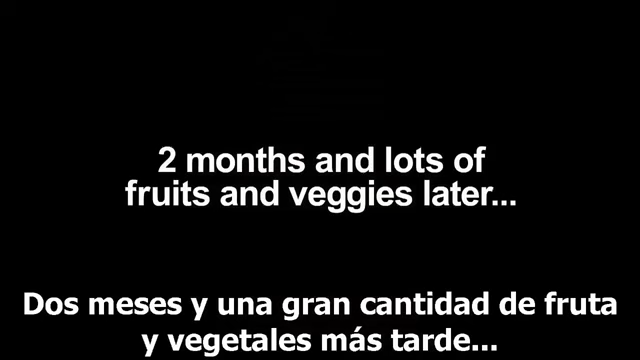 2 months and lots of
fruits and veggies later...
Dos meses y una gran cantidad de fruta
y vegetales más tarde...